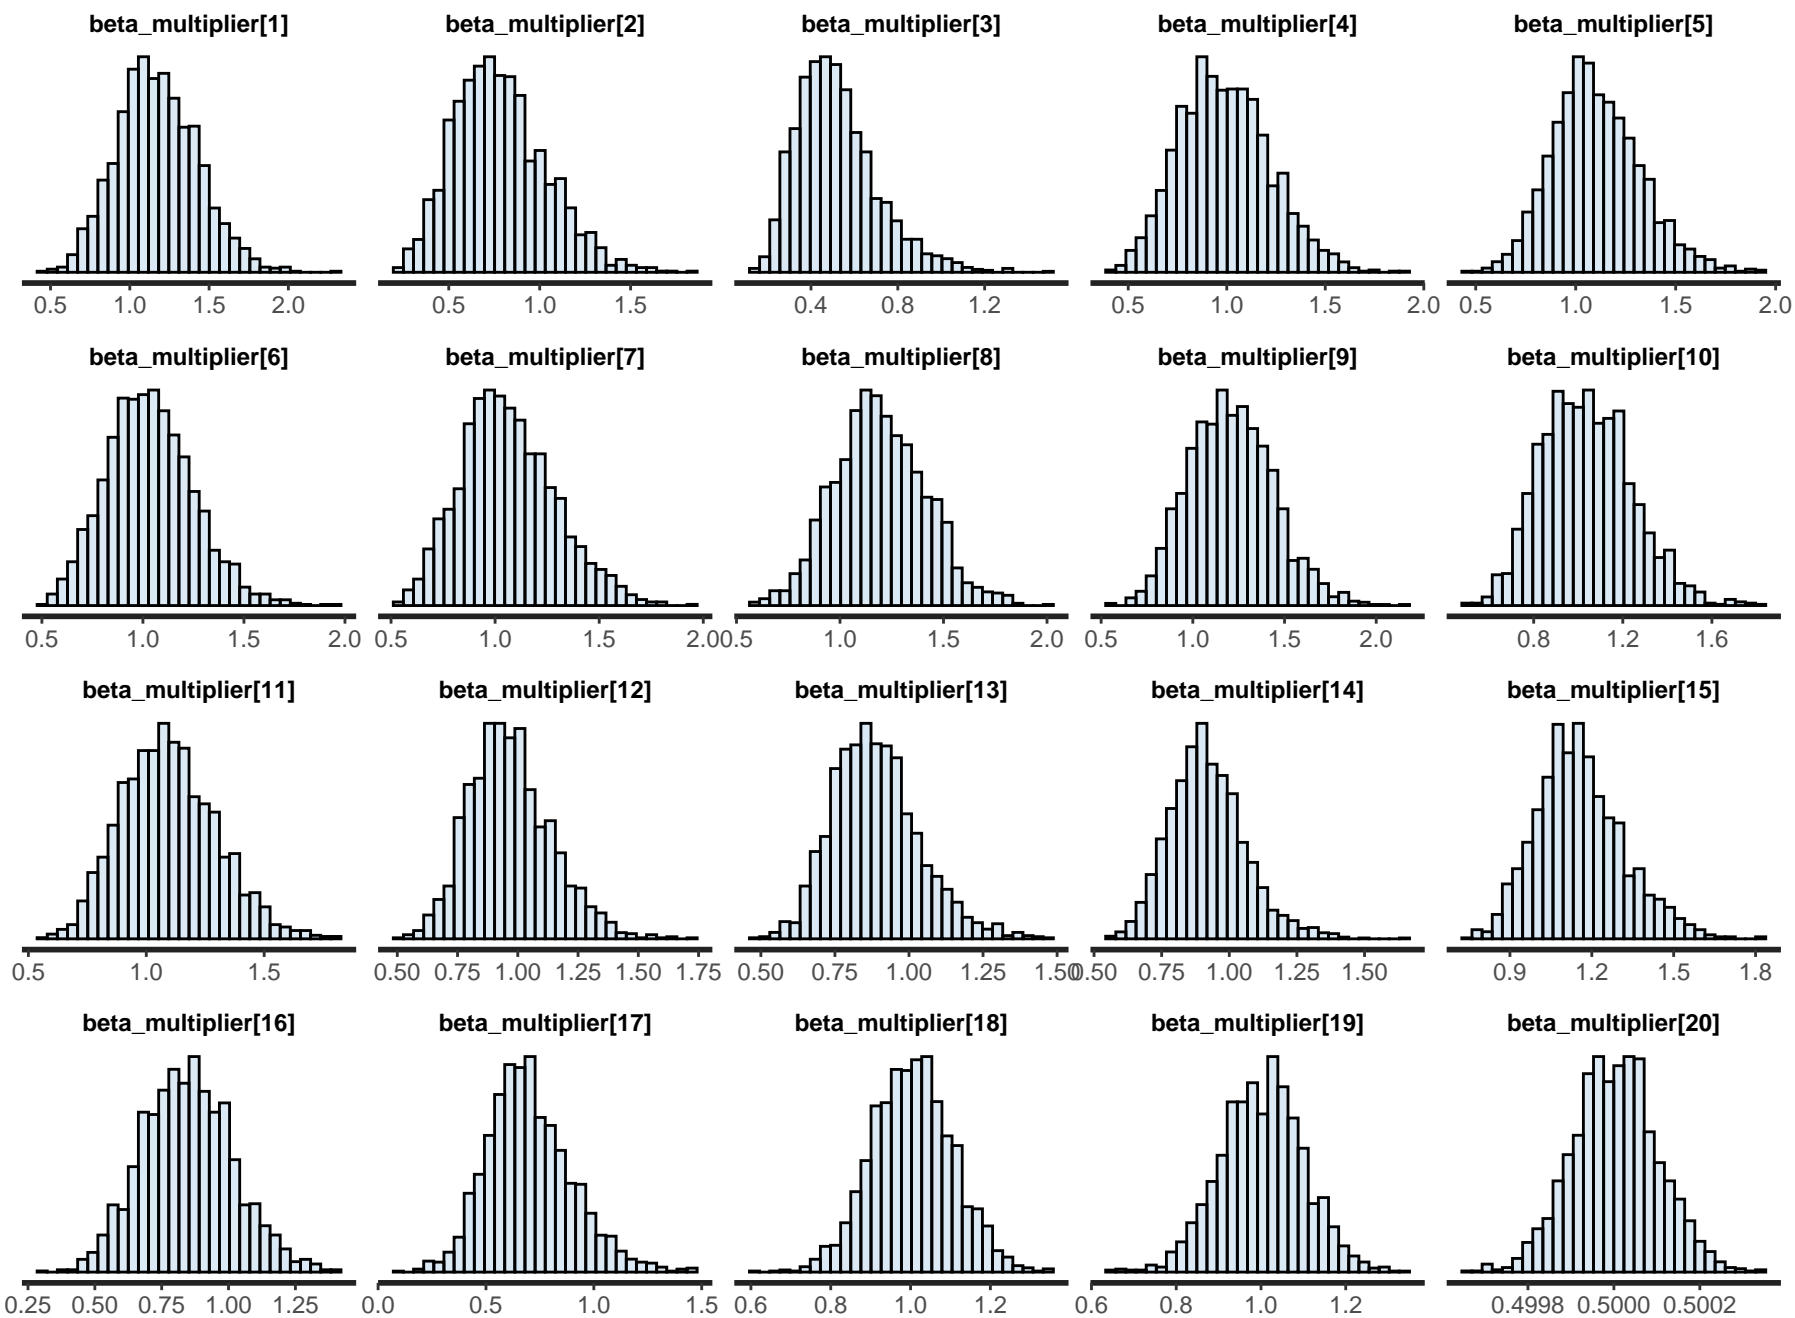 beta_multiplier[1] beta_multiplier[2] beta_multiplier[3] beta_multiplier[4] beta_multiplier[5]
0.5 1.0 1.5 2.0 0.5 1.0 1.5 0.4 0.8 1.2 0.5 1.0 1.5 2.0 0.5 1.0 1.5 2.0
beta_multiplier[6] beta_multiplier[7] beta_multiplier[8] beta_multiplier[9] beta_multiplier[10]
0.5 1.0 1.5 2.0 0.5 1.0 1.5 2.0 0.5 1.0 1.5 2.0 0.5 1.0 1.5 2.0 0.8 1.2 1.6
beta_multiplier[11] beta_multiplier[12] beta_multiplier[13] beta_multiplier[14] beta_multiplier[15]
0.5 1.0 1.5 0.50 0.75 1.00 1.25 1.50 1.75 0.50 0.75 1.00 1.25 1.50 0.50 0.75 1.00 1.25 1.50 0.9 1.2 1.5 1.8
beta_multiplier[16] beta_multiplier[17] beta_multiplier[18] beta_multiplier[19] beta_multiplier[20]
0.25 0.50 0.75 1.00 1.25 0.0 0.5 1.0 1.5 0.6 0.8 1.0 1.2 0.6 0.8 1.0 1.2 0.4998 0.5000 0.5002